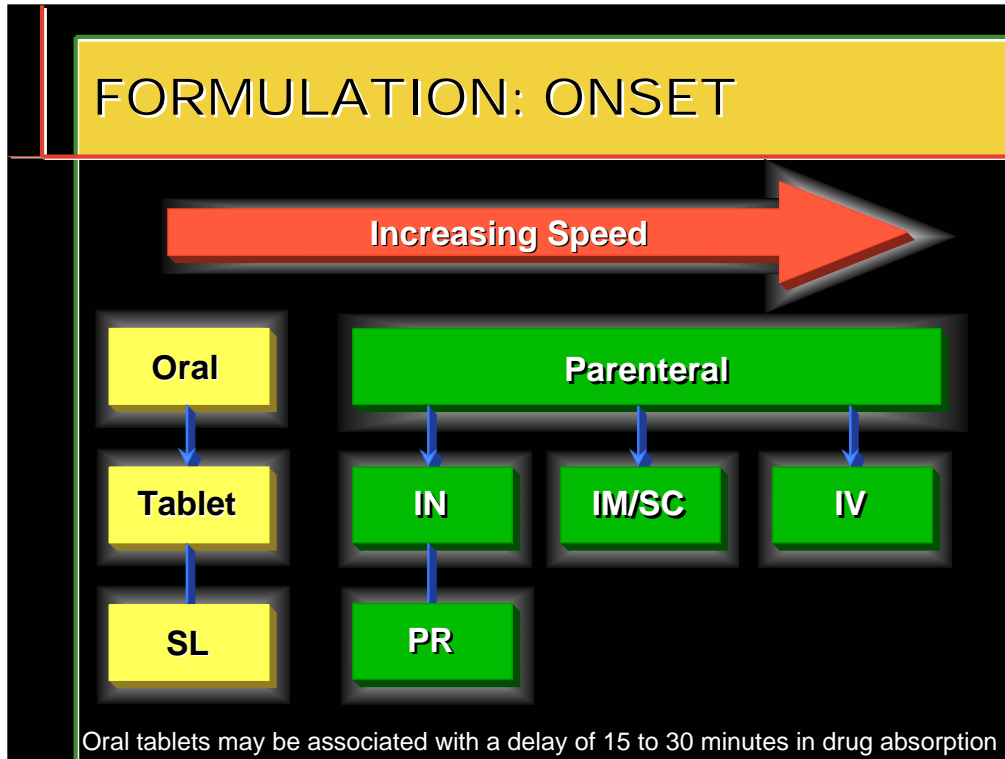 FORMULATION: ONSET
Increasing Speed
Oral
Parenteral
Tablet
IN
IM/SC
IV
SL
PR
Oral tablets may be associated with a delay of 15 to 30 minutes in drug absorption